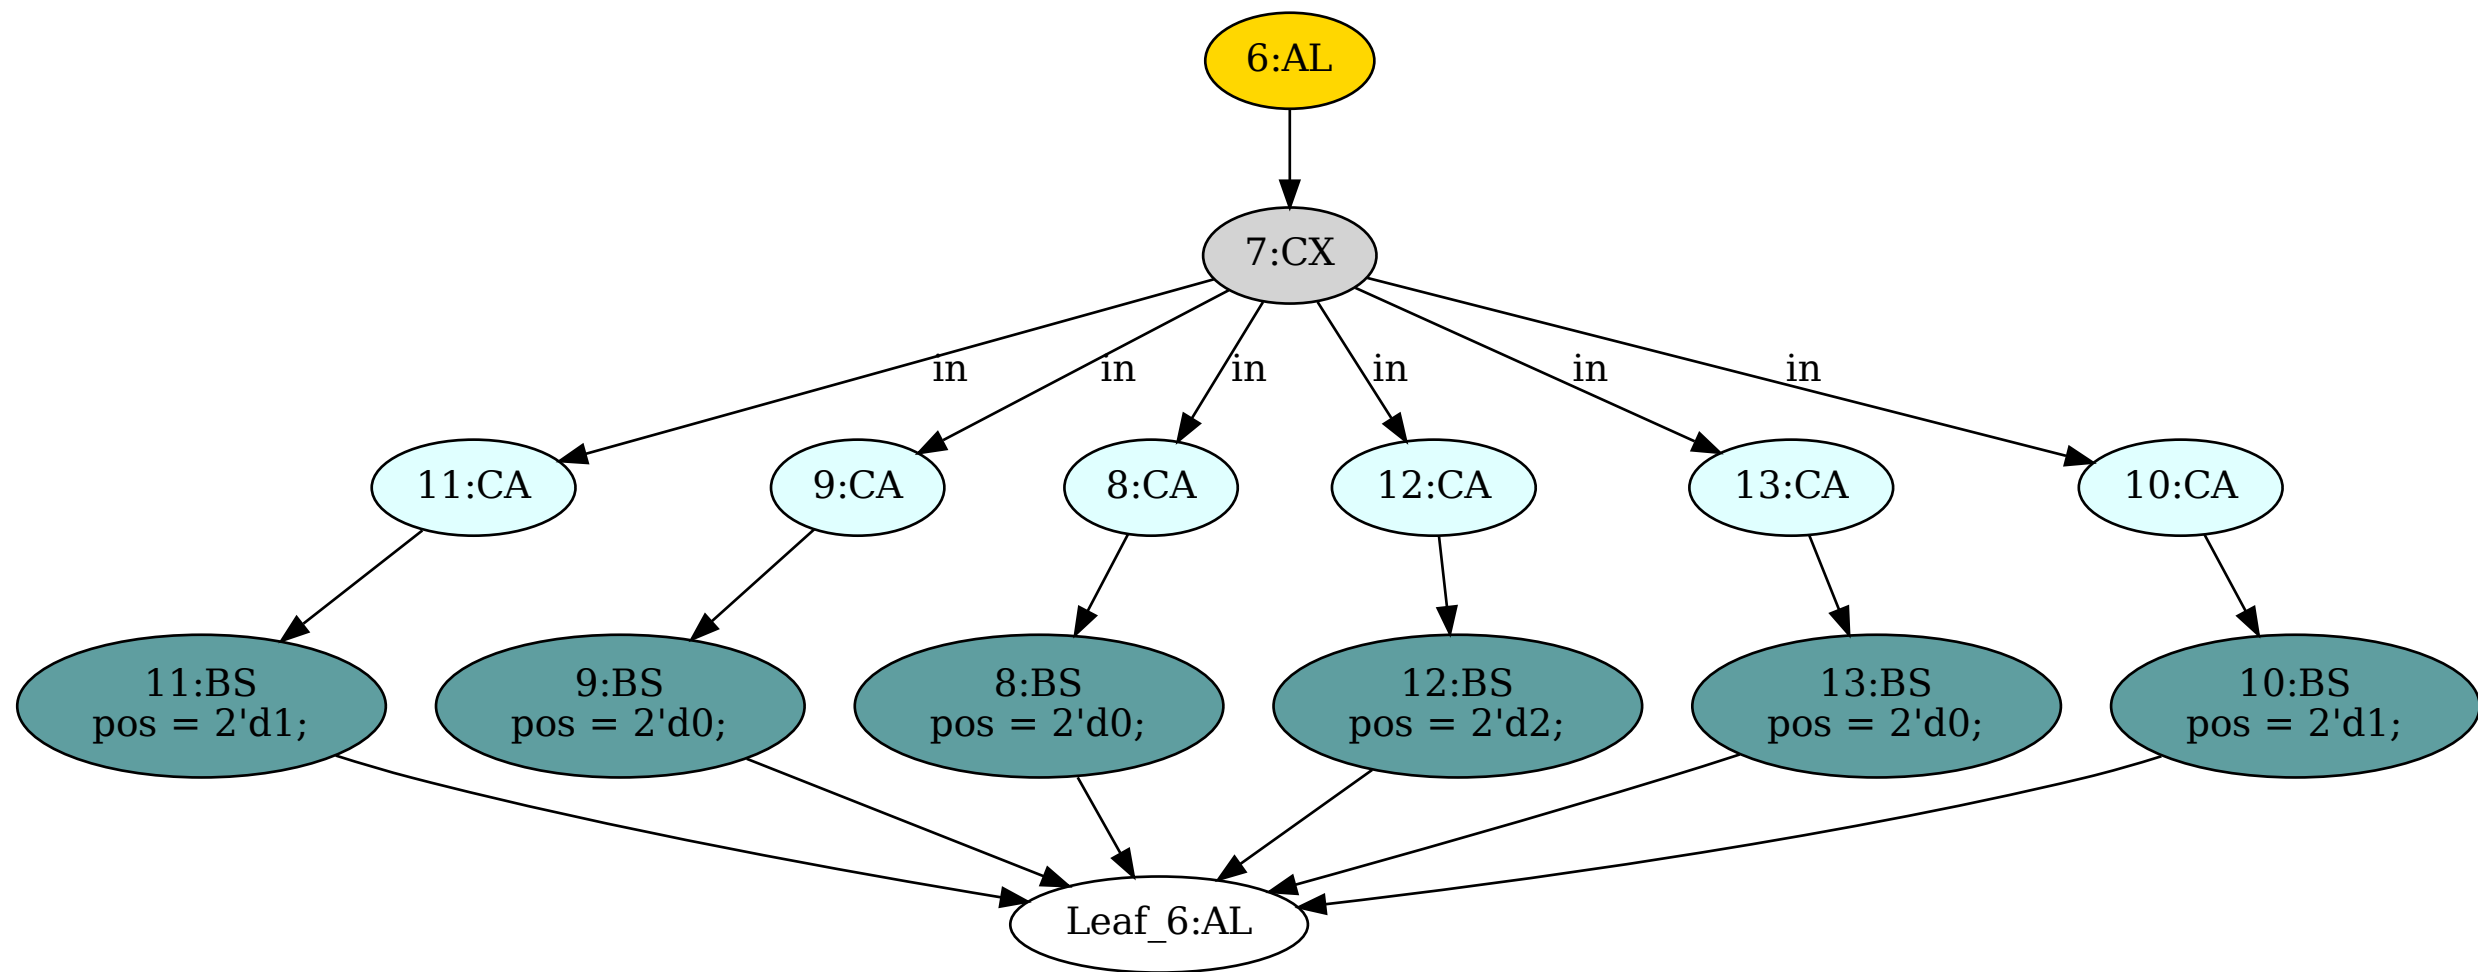 6:AL
7:CX
in
in
in
in
in
in
11:CA
9:CA
8:CA
12:CA
13:CA
10:CA
11:BS
pos = 2'd1;
9:BS
pos = 2'd0;
8:BS
pos = 2'd0;
12:BS
pos = 2'd2;
13:BS
pos = 2'd0;
10:BS
pos = 2'd1;
Leaf_6:AL